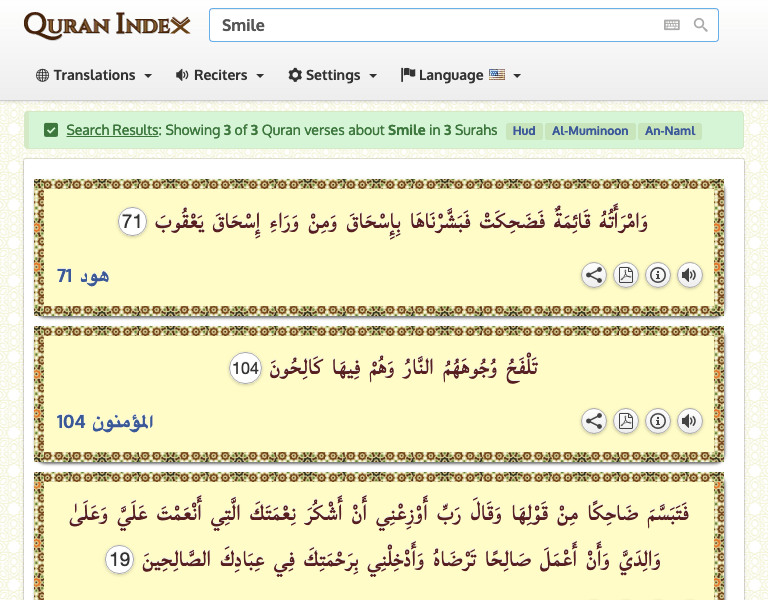 QURAN INDEX
Smile
Translations Reciters Settings Language
Search Results: Showing 3 of 3 Quran verses about Smile in 3 Surahs Hud Al-Muminoon An-Naml
وَامْرَأَتُهُ قَائِمَةٌ فَضَحِكَتْ فَبَشَّرْنَاهَا بِإِسْحَاقَ وَمِنْ وَرَاءِ إِسْحَاقَ يَعْقُوبَ 71
هود 71
تَلْفَحُ وُجُوهَهُمُ النَّارُ وَهُمْ فِيهَا كَالِحُونَ 104
المؤمنون 104
فَتَبَسَّمَ ضَاحِكًا مِنْ قَوْلِهَا وَقَالَ رَبِّ أَوْزِعْنِي أَنْ أَشْكُرَ نِعْمَتَكَ الَّتِي أَنْعَمْتَ عَلَيَّ وَعَلَىٰ
وَالِدَيَّ وَأَنْ أَعْمَلَ صَالِحًا تَرْضَاهُ وَأَدْخِلْنِي بِرَحْمَتِكَ فِي عِبَادِكَ الصَّالِحِينَ 19